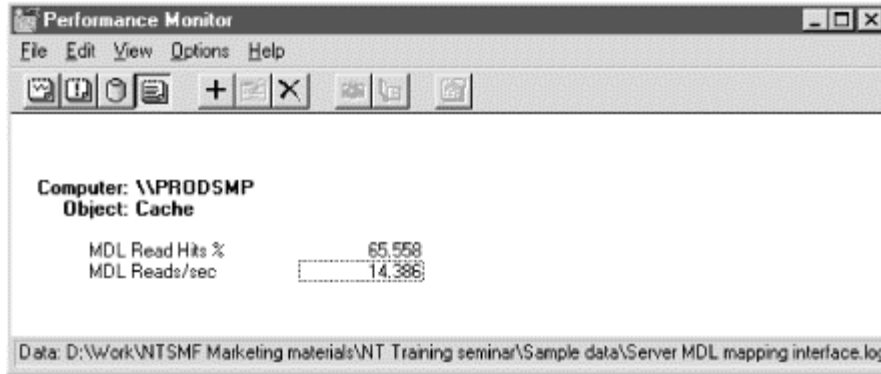 Performance Monitor
File Edit View Options Help
Computer: \\PRODSMP
Object: Cache
MDL Read Hits % 65.558
MDL Reads/sec 14.386
Data: D:\Work\NTSMF Marketing materials\NT Training seminar\Sample data\Server MDL mapping interface.log